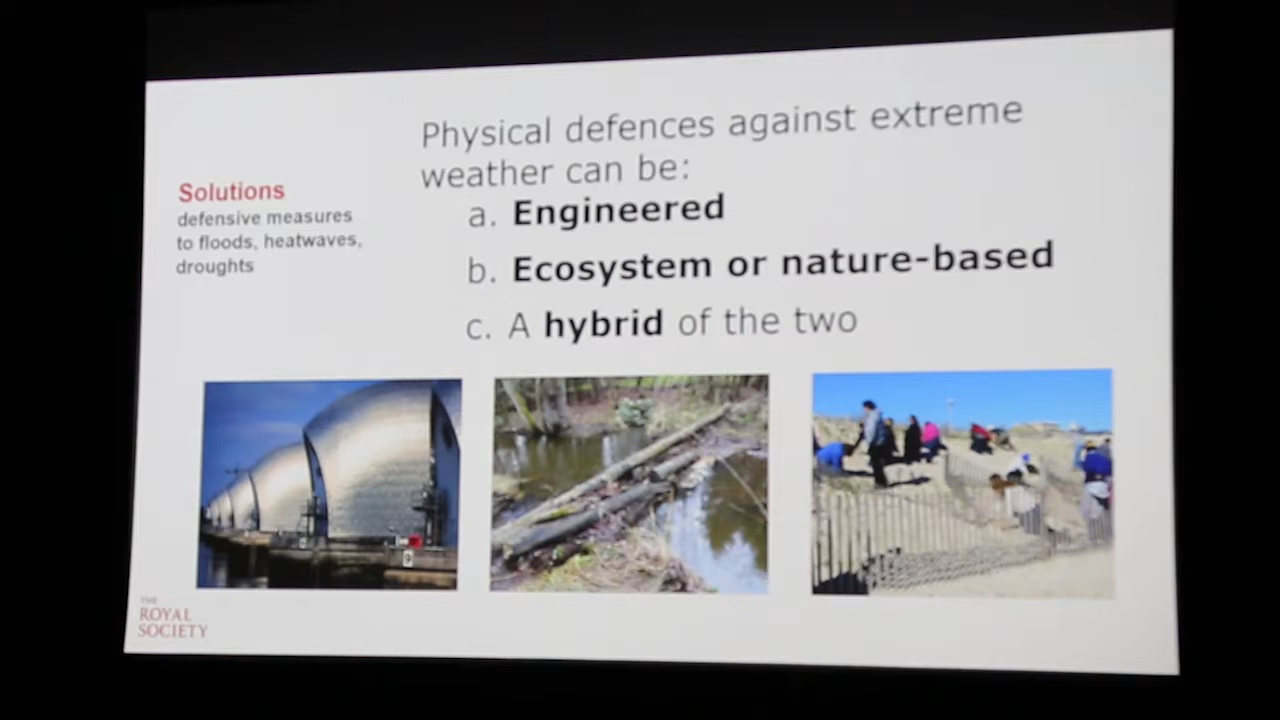 Physical defences against extreme
weather can be:
Solutions
defensive measures
to floods, heatwaves,
droughts
a. Engineered
b. Ecosystem or nature-based
c. A hybrid of the two
THE
ROYAL
SOCIETY